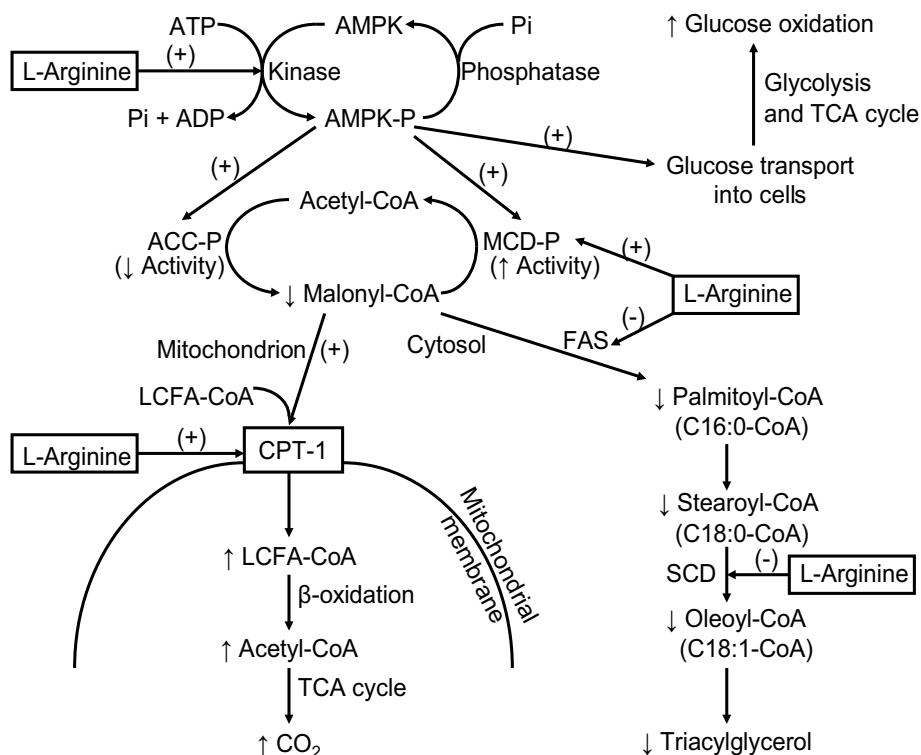 ATP
AMPK
Pi
↑ Glucose oxidation
L-Arginine
(+)
Kinase
Phosphatase
Glycolysis
and TCA cycle
Pi + ADP
AMPK-P
(+)
(+)
(+)
Glucose transport
into cells
Acetyl-CoA
ACC-P
(↓ Activity)
MCD-P
(↑ Activity)
(+)
L-Arginine
↓ Malonyl-CoA
(-)
FAS
Mitochondrion
(+)
Cytosol
LCFA-CoA
↓ Palmitoyl-CoA
(C16:0-CoA)
L-Arginine
(+)
CPT-1
Mitochondrial
membrane
↓ Stearoyl-CoA
(C18:0-CoA)
↑ LCFA-CoA
SCD
(-)
L-Arginine
β-oxidation
↓ Oleoyl-CoA
(C18:1-CoA)
↑ Acetyl-CoA
TCA cycle
↑ CO₂
↓ Triacylglycerol